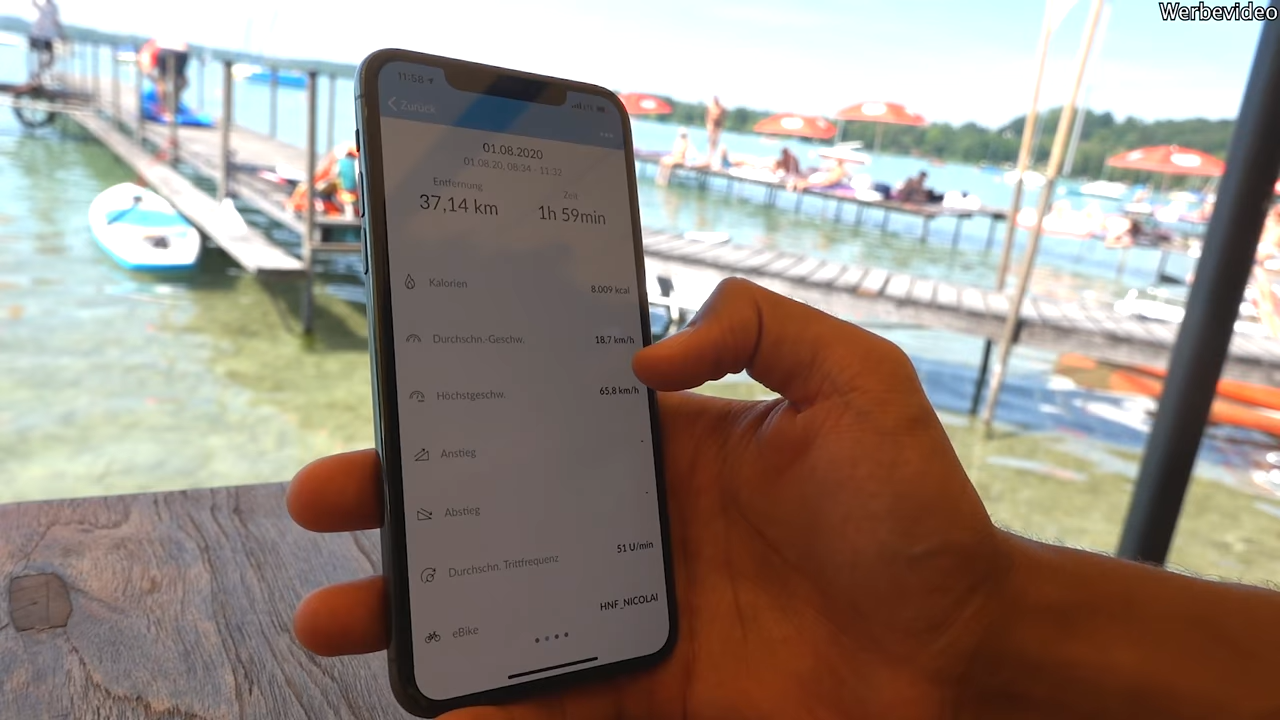 Werbevideo
11:58
LTE
Zurück
01.08.2020
01.08.20, 08:34 - 11:32
Entfernung
37,14 km
Zeit
1h 59min
Kalorien
8.009 kcal
Durchschn.-Geschw.
18,7 km/h
Höchstgeschw.
65,8 km/h
Anstieg
-
Abstieg
-
Durchschn. Trittfrequenz
51 U/min
eBike
HNF_NICOLAI